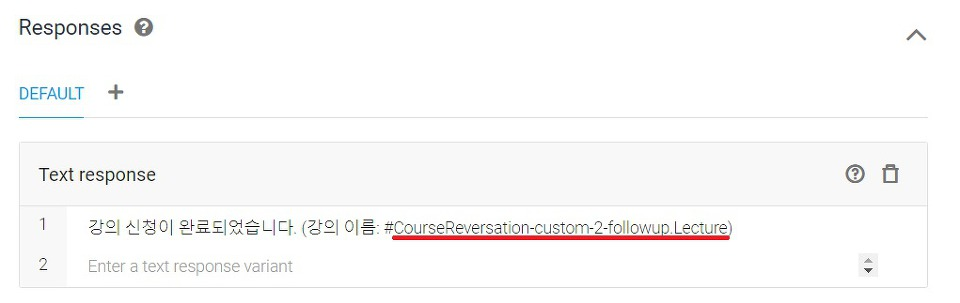 Responses
DEFAULT
Text response
1 강의 신청이 완료되었습니다. (강의 이름: #CourseReversation-custom-2-followup.Lecture)
2 Enter a text response variant